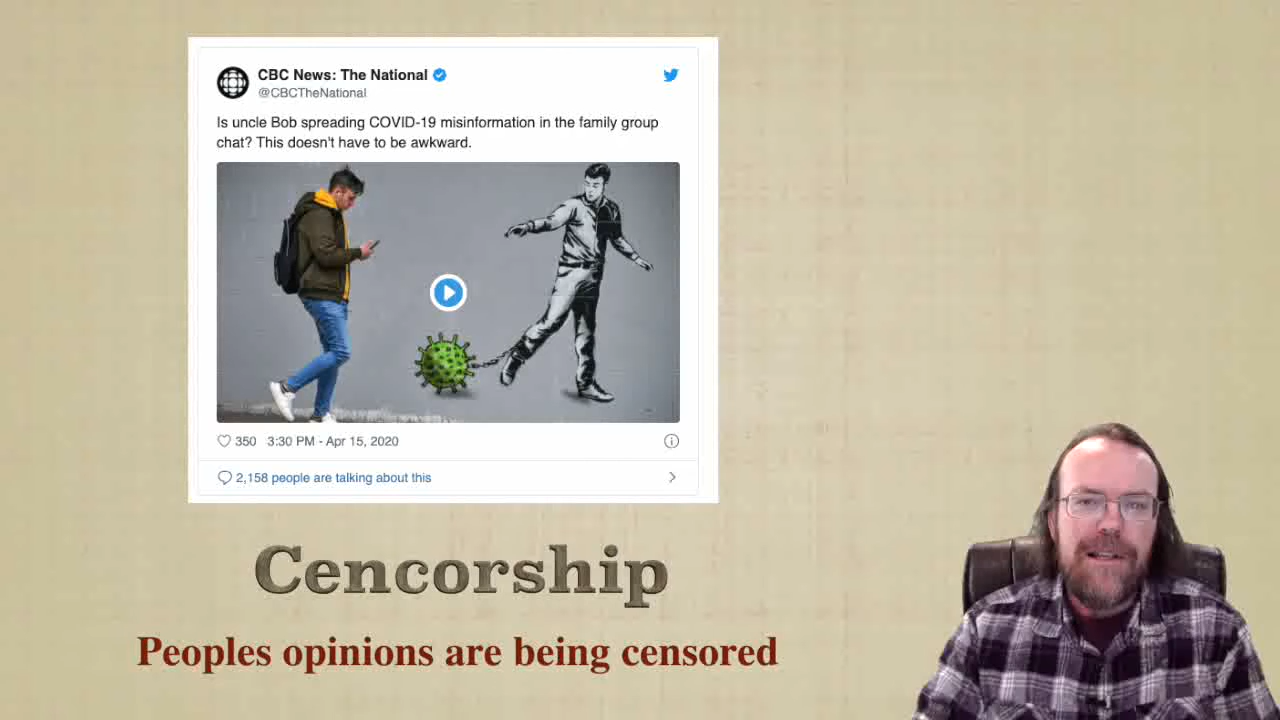 CBC News: The National
@CBCTheNational
Is uncle Bob spreading COVID-19 misinformation in the family group
chat? This doesn't have to be awkward.
350 3:30 PM - Apr 15, 2020
2,158 people are talking about this
Cencorship
Peoples opinions are being censored